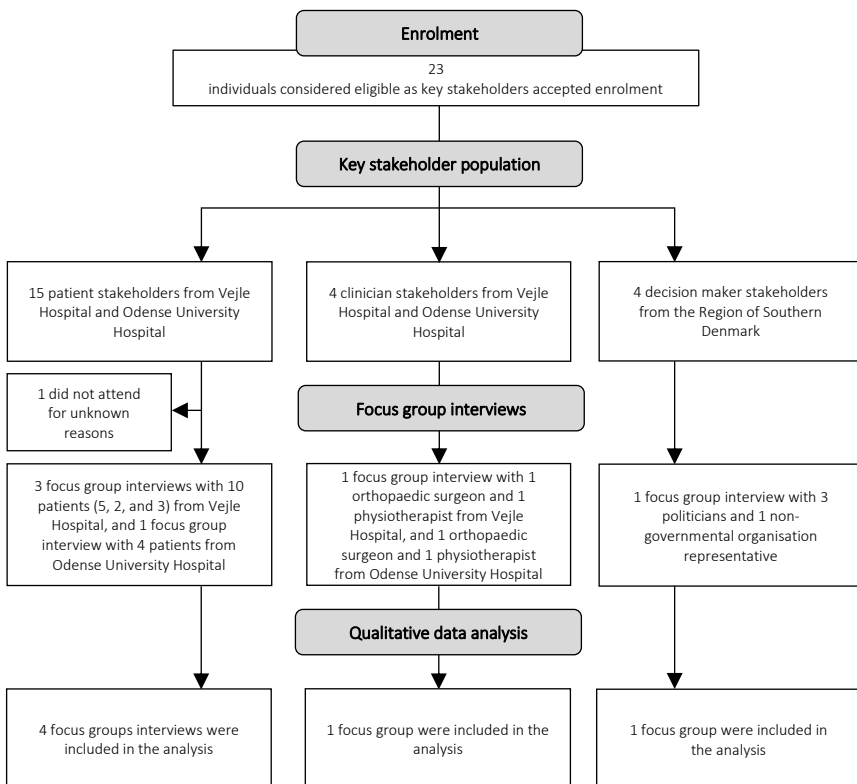 Enrolment
23
individuals considered eligible as key stakeholders accepted enrolment
Key stakeholder population
15 patient stakeholders from Vejle
Hospital and Odense University
Hospital
4 clinician stakeholders from Vejle
Hospital and Odense University
Hospital
4 decision maker stakeholders
from the Region of Southern
Denmark
1 did not attend
for unknown
reasons
Focus group interviews
3 focus group interviews with 10
patients (5, 2, and 3) from Vejle
Hospital, and 1 focus group
interview with 4 patients from
Odense University Hospital
1 focus group interview with 1
orthopaedic surgeon and 1
physiotherapist from Vejle
Hospital, and 1 orthopaedic
surgeon and 1 physiotherapist
from Odense University Hospital
1 focus group interview with 3
politicians and 1 non-
governmental organisation
representative
Qualitative data analysis
4 focus groups interviews were
included in the analysis
1 focus group were included in the
analysis
1 focus group were included in
the analysis